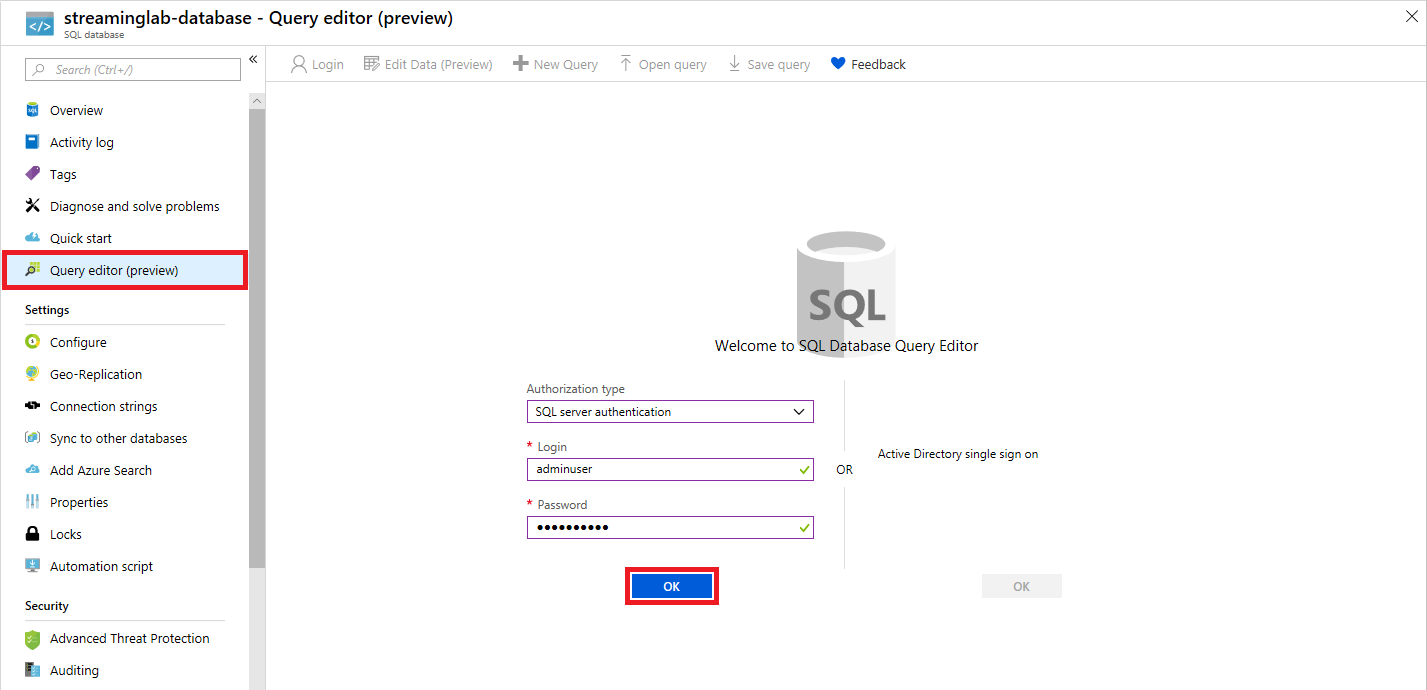 streaminglab-database - Query editor (preview)
SQL database
Search (Ctrl+/)
«
Overview
Activity log
Tags
Diagnose and solve problems
Quick start
Query editor (preview)
Settings
Configure
Geo-Replication
Connection strings
Sync to other databases
Add Azure Search
Properties
Locks
Automation script
Security
Advanced Threat Protection
Auditing
Login Edit Data (Preview) New Query Open query Save query Feedback
SQL
Welcome to SQL Database Query Editor
Authorization type
SQL server authentication
* Login
adminuser
* Password
••••••••••
OK
OR
Active Directory single sign on
OK